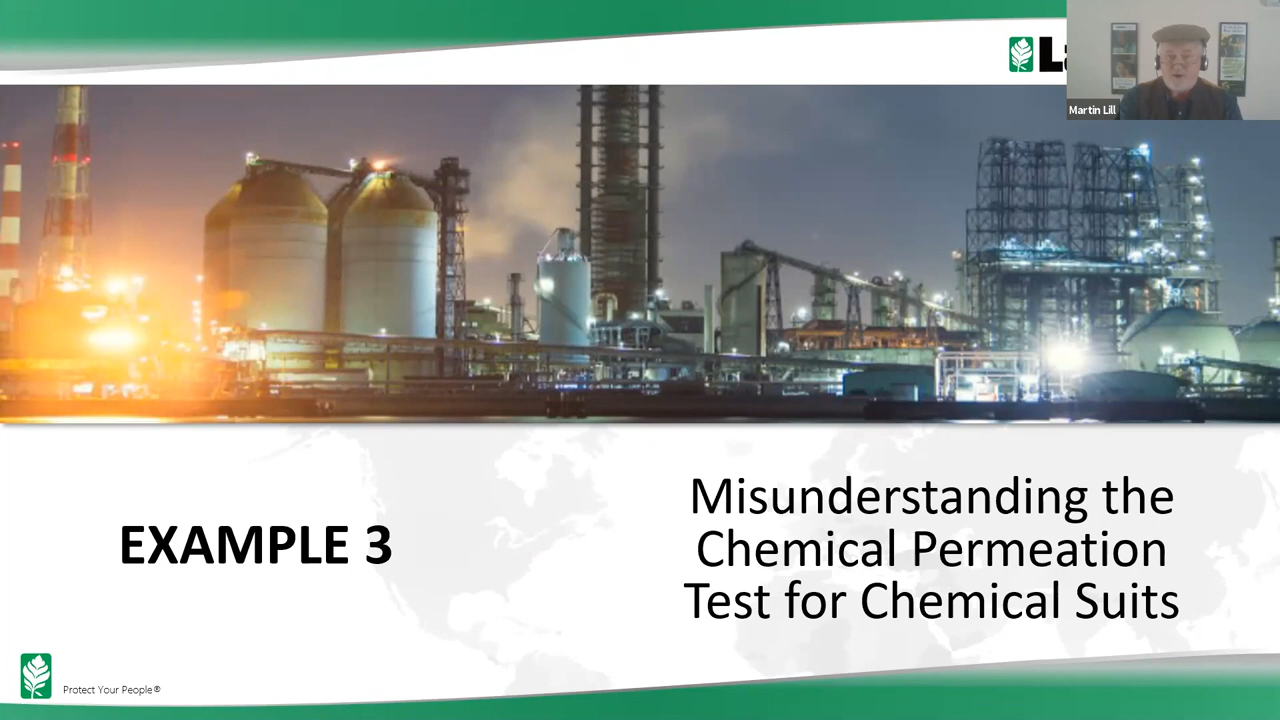 Martin Lill
EXAMPLE 3
Misunderstanding the
Chemical Permeation
Test for Chemical Suits
Protect Your People®